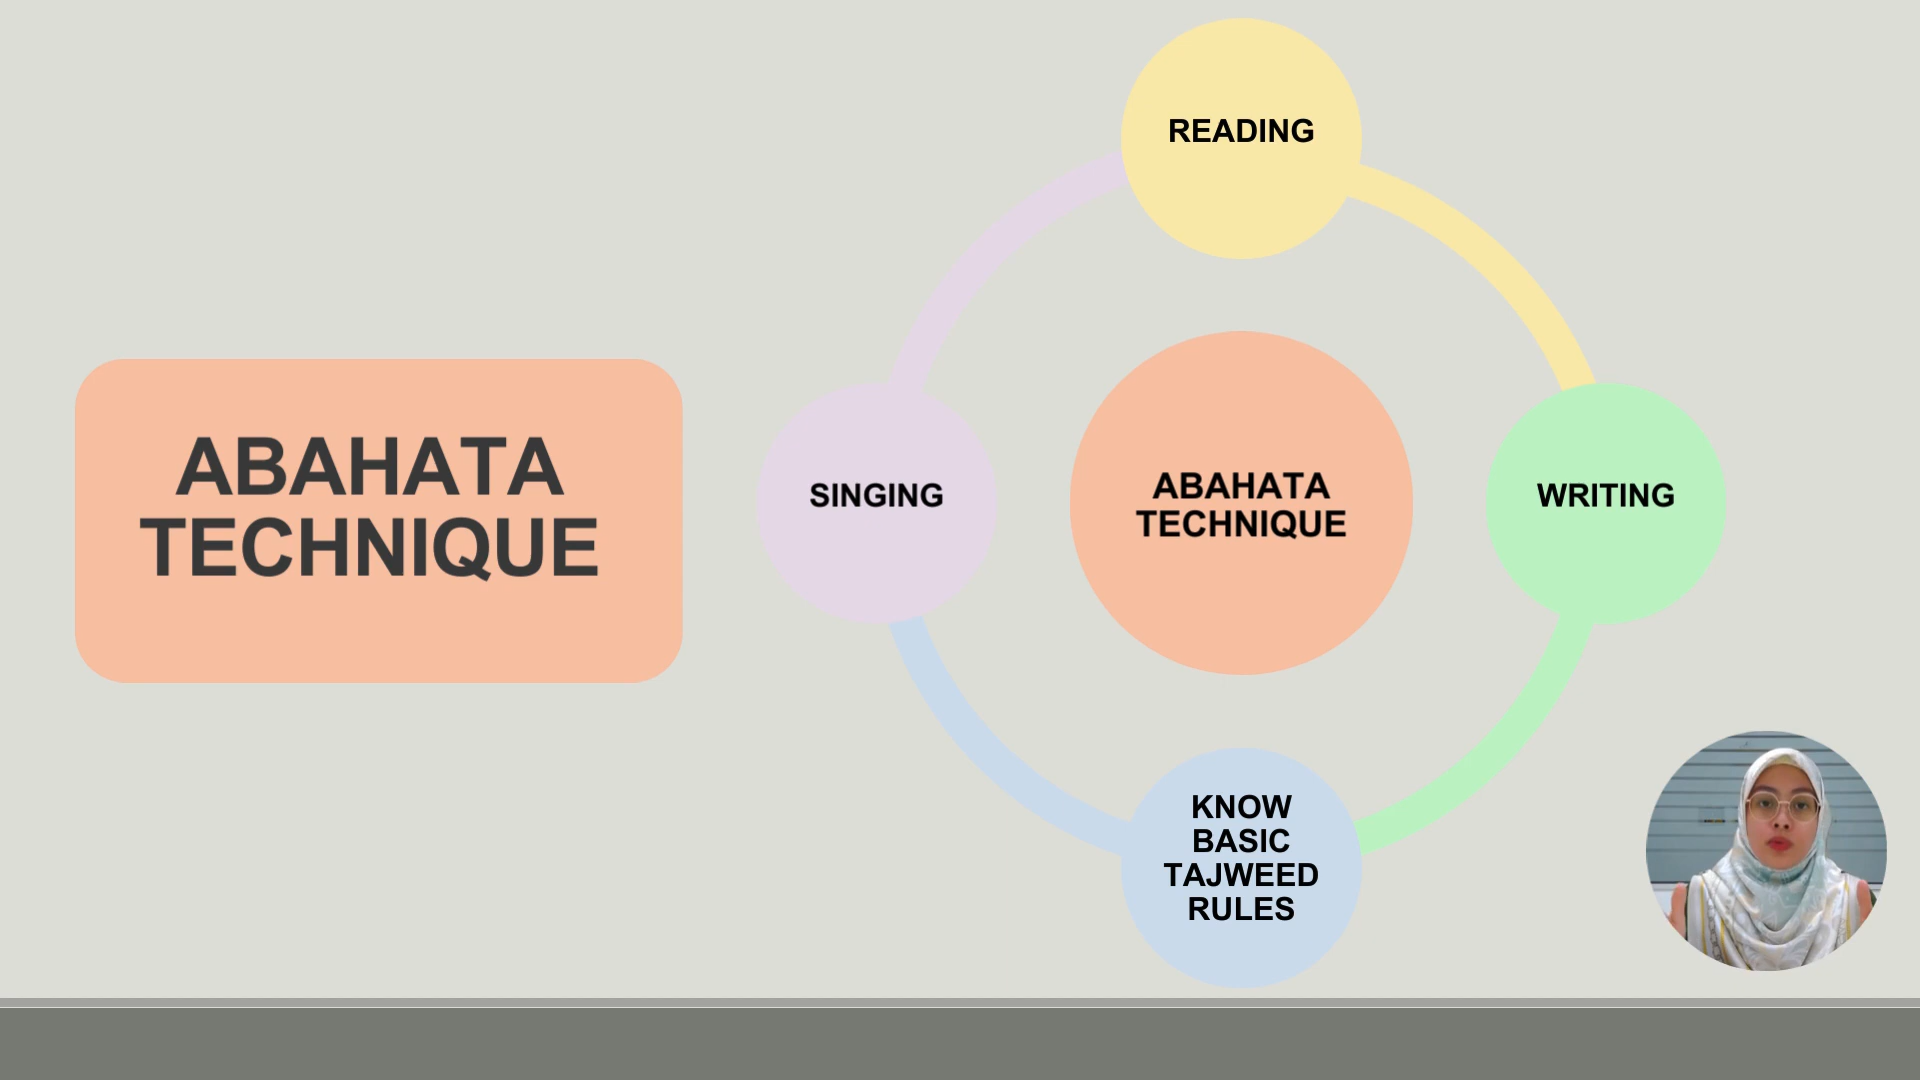 ABAHATA
TECHNIQUE
READING
SINGING
ABAHATA
TECHNIQUE
WRITING
KNOW
BASIC
TAJWEED
RULES